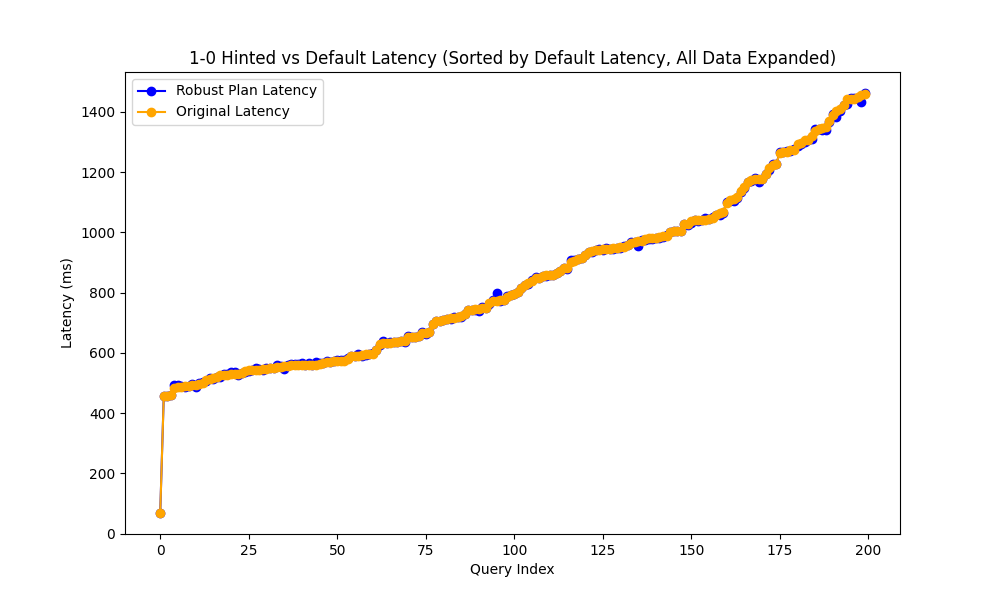 1-0 Hinted vs Default Latency (Sorted by Default Latency, All Data Expanded)
Robust Plan Latency
Original Latency
Latency (ms)
1400
1200
1000
800
600
400
200
0
0 25 50 75 100 125 150 175 200
Query Index